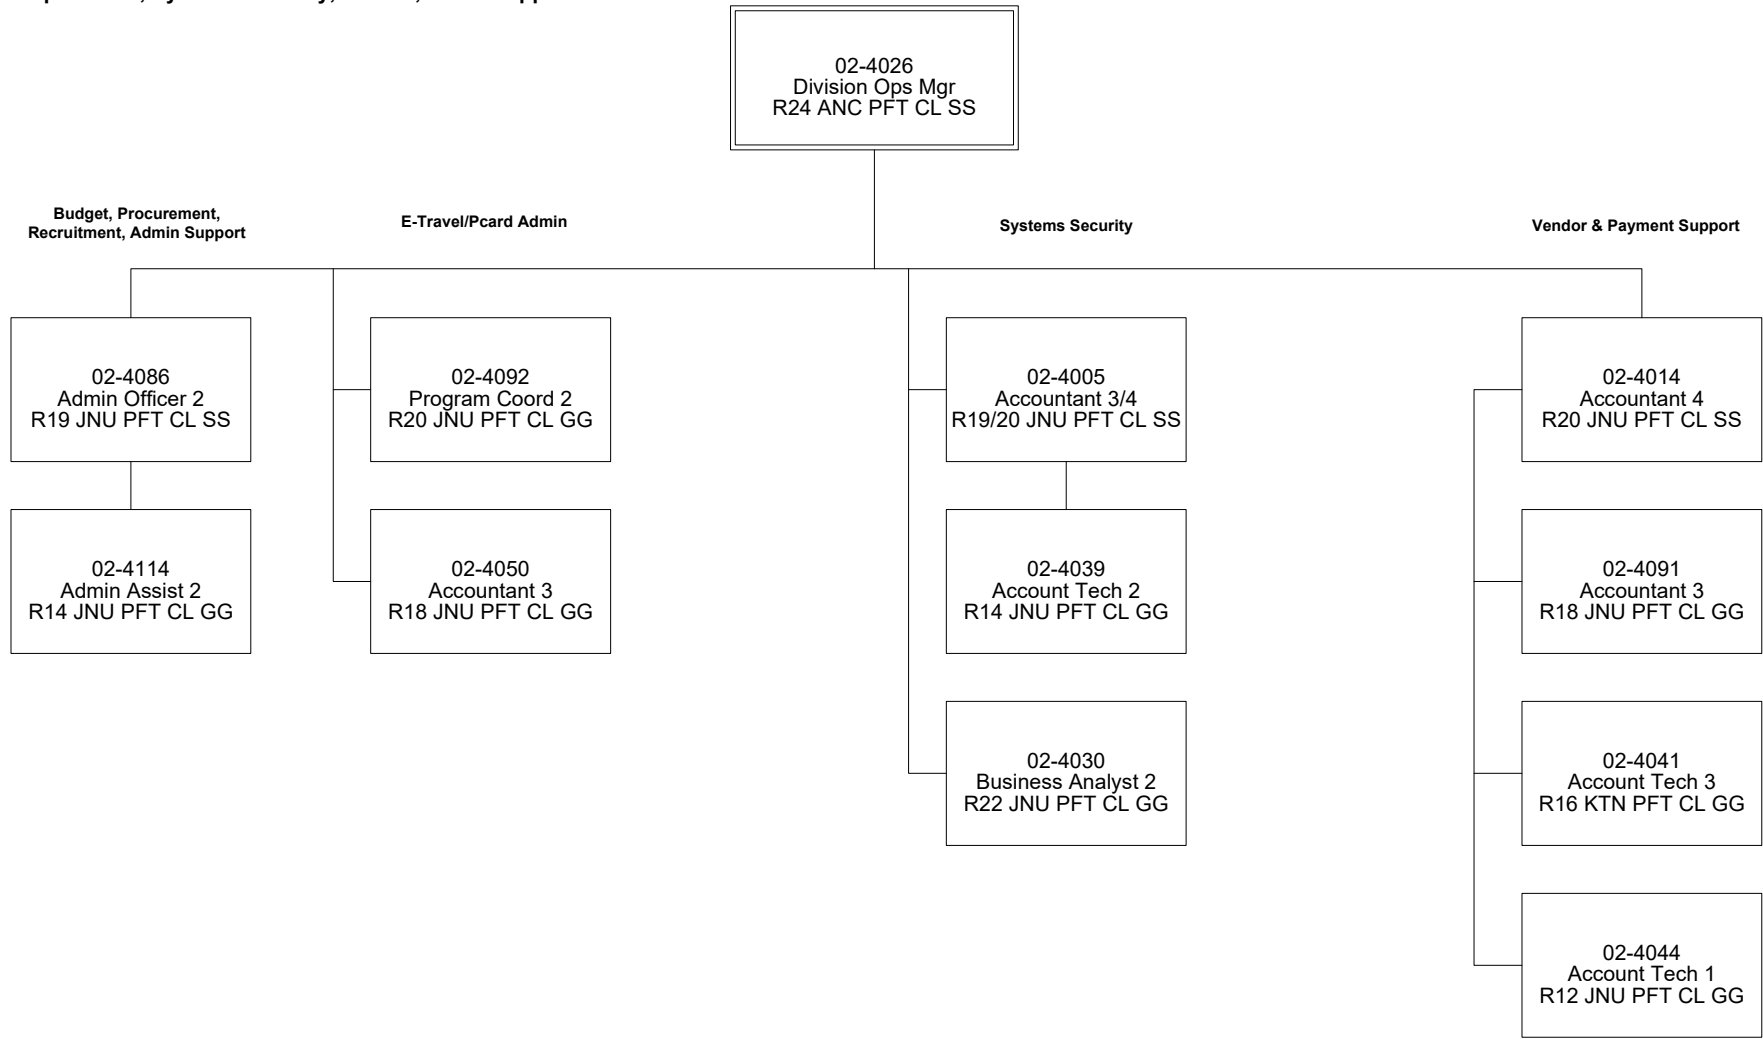 02-4026
Division Ops Mgr
R24 ANC PFT CL SS
Budget, Procurement,
Recruitment, Admin Support
E-Travel/Pcard Admin
Systems Security
Vendor & Payment Support
02-4086
Admin Officer 2
R19 JNU PFT CL SS
02-4092
Program Coord 2
R20 JNU PFT CL GG
02-4005
Accountant 3/4
R19/20 JNU PFT CL SS
02-4014
Accountant 4
R20 JNU PFT CL SS
02-4114
Admin Assist 2
R14 JNU PFT CL GG
02-4050
Accountant 3
R18 JNU PFT CL GG
02-4039
Account Tech 2
R14 JNU PFT CL GG
02-4091
Accountant 3
R18 JNU PFT CL GG
02-4030
Business Analyst 2
R22 JNU PFT CL GG
02-4041
Account Tech 3
R16 KTN PFT CL GG
02-4044
Account Tech 1
R12 JNU PFT CL GG